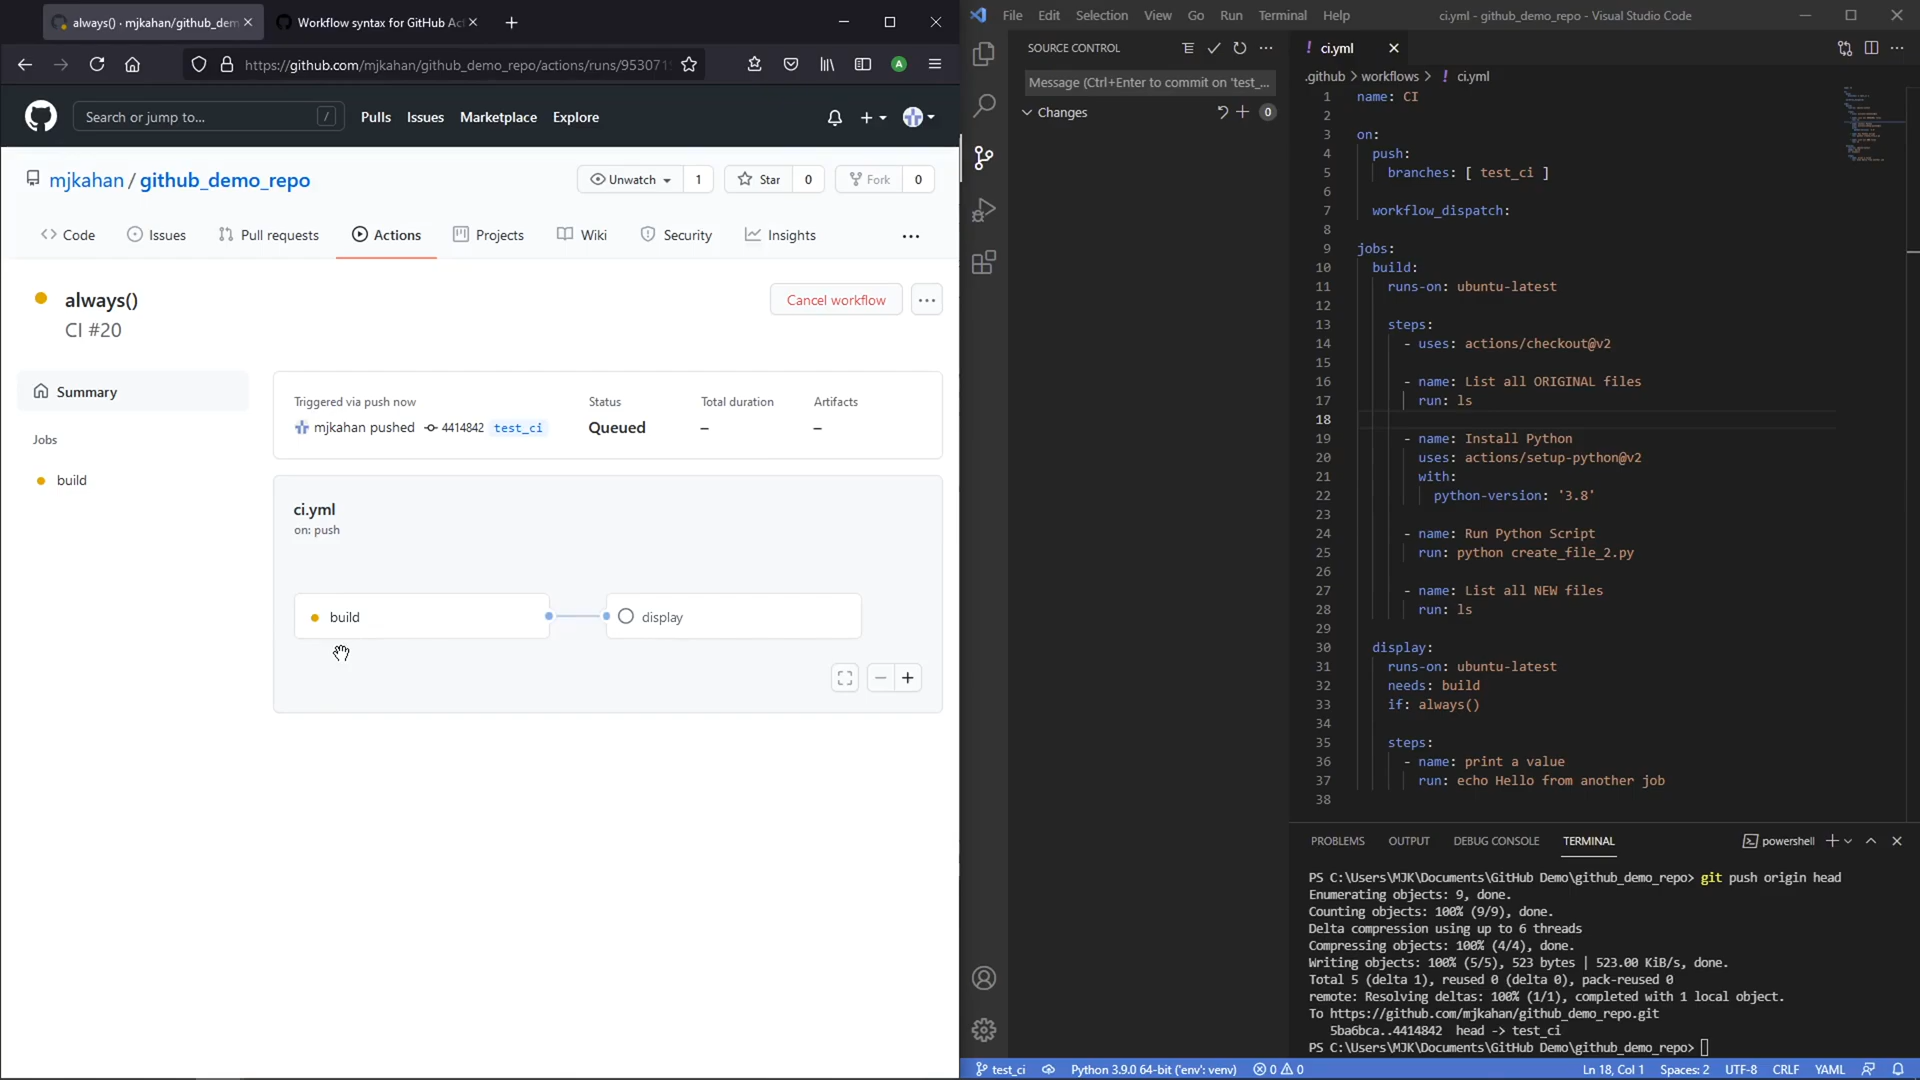 always() · mjkahan/github_dem
Workflow syntax for GitHub Ac
https://github.com/mjkahan/github_demo_repo/actions/runs/95307
Search or jump to...
/
Pulls
Issues
Marketplace
Explore
mjkahan / github_demo_repo
Unwatch
1
Star
0
Fork
0
Code
Issues
Pull requests
Actions
Projects
Wiki
Security
Insights
always()
CI #20
Cancel workflow
Summary
Jobs
build
Triggered via push now
mjkahan pushed 4414842 test_ci
Status
Queued
Total duration
–
Artifacts
–
ci.yml
on: push
build
display
File Edit Selection View Go Run Terminal Help
ci.yml - github_demo_repo - Visual Studio Code
SOURCE CONTROL
Message (Ctrl+Enter to commit on 'test_...
Changes
0
ci.yml
.github > workflows > ! ci.yml
1 name: CI
2
3 on:
4 push:
5 branches: [ test_ci ]
6
7 workflow_dispatch:
8
9 jobs:
10 build:
11 runs-on: ubuntu-latest
12
13 steps:
14 - uses: actions/checkout@v2
15
16 - name: List all ORIGINAL files
17 run: ls
18
19 - name: Install Python
20 uses: actions/setup-python@v2
21 with:
22 python-version: '3.8'
23
24 - name: Run Python Script
25 run: python create_file_2.py
26
27 - name: List all NEW files
28 run: ls
29
30 display:
31 runs-on: ubuntu-latest
32 needs: build
33 if: always()
34
35 steps:
36 - name: print a value
37 run: echo Hello from another job
38
PROBLEMS OUTPUT DEBUG CONSOLE TERMINAL
powershell
PS C:\Users\MJK\Documents\GitHub Demo\github_demo_repo> git push origin head
Enumerating objects: 9, done.
Counting objects: 100% (9/9), done.
Delta compression using up to 6 threads
Compressing objects: 100% (4/4), done.
Writing objects: 100% (5/5), 523 bytes | 523.00 KiB/s, done.
Total 5 (delta 1), reused 0 (delta 0), pack-reused 0
remote: Resolving deltas: 100% (1/1), completed with 1 local object.
To https://github.com/mjkahan/github_demo_repo.git
5ba6bca..4414842 head -> test_ci
PS C:\Users\MJK\Documents\GitHub Demo\github_demo_repo>
test_ci
Python 3.9.0 64-bit ('env': venv)
0 0
Ln 18, Col 1
Spaces: 2
UTF-8
CRLF
YAML